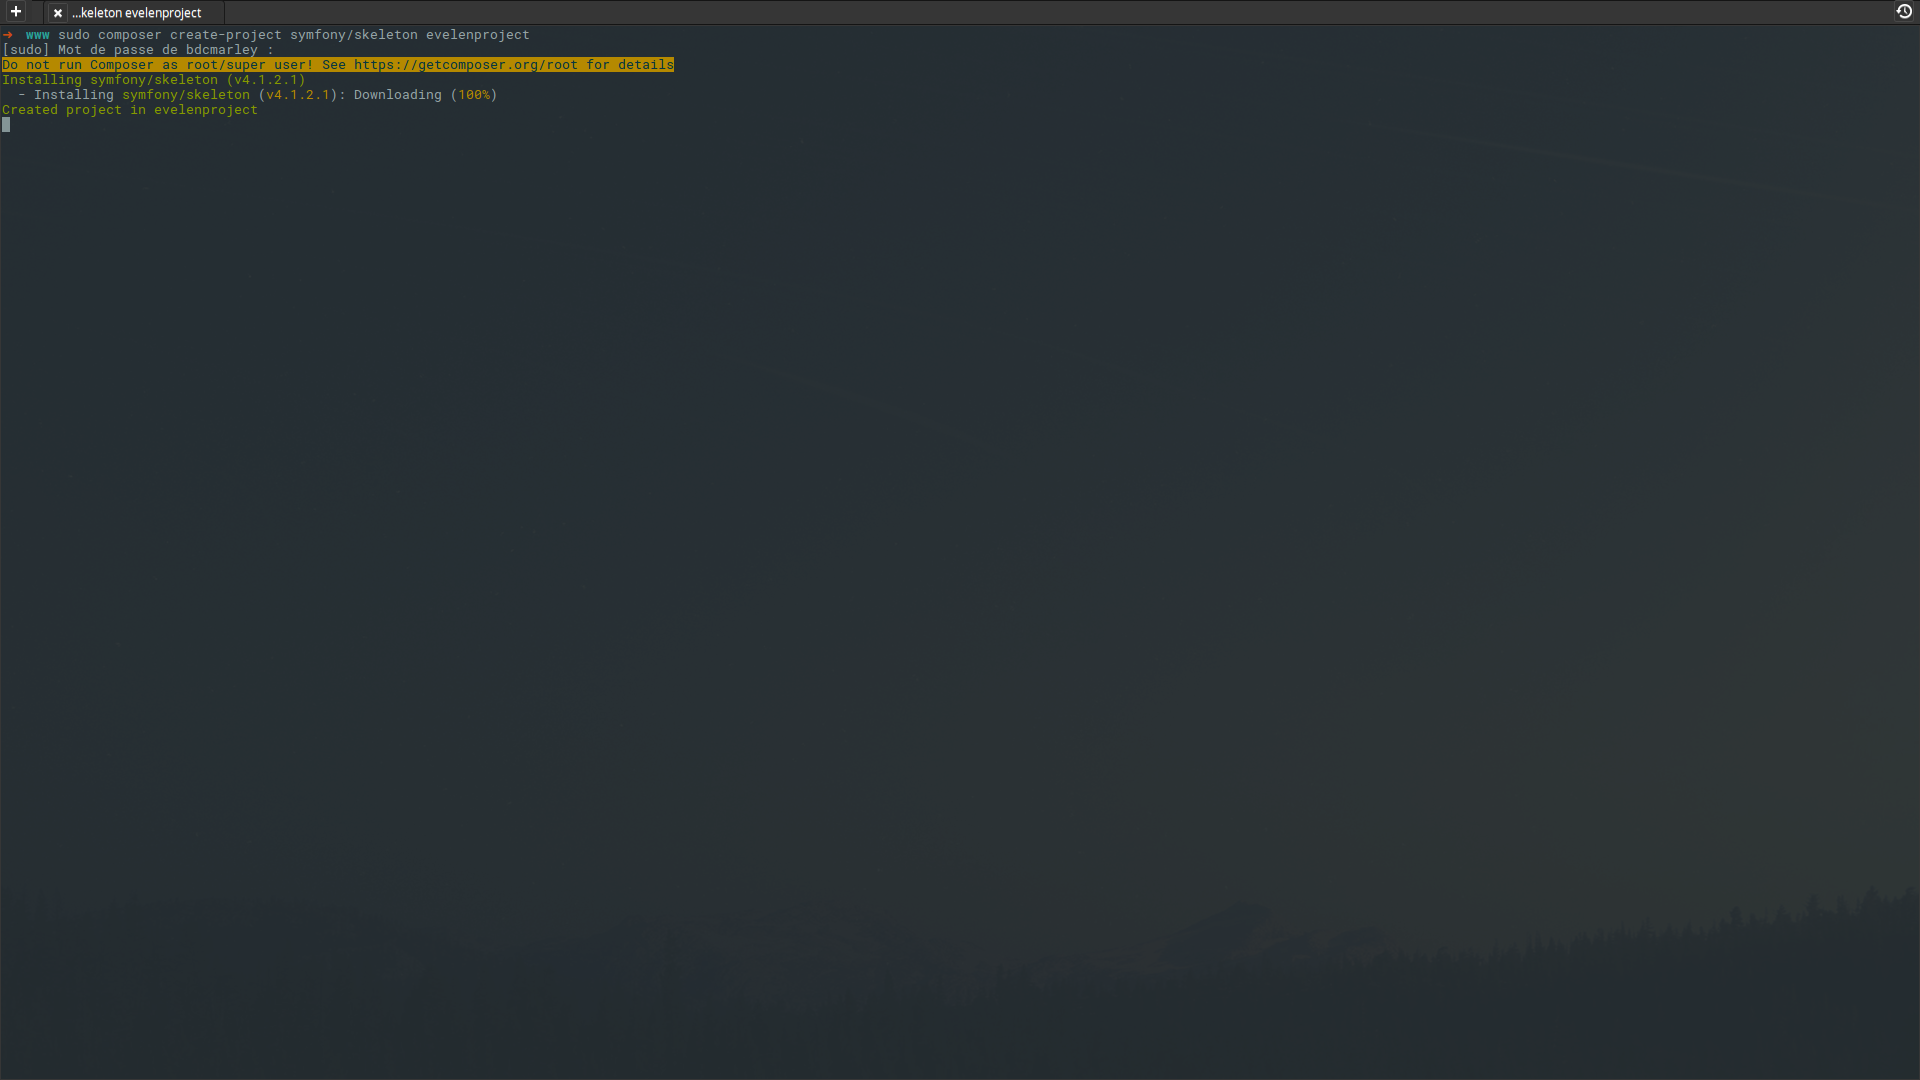 ...keleton evelenproject
➜ www sudo composer create-project symfony/skeleton evelenproject
[sudo] Mot de passe de bdcmarley :
Do not run Composer as root/super user! See https://getcomposer.org/root for details
Installing symfony/skeleton (v4.1.2.1)
  - Installing symfony/skeleton (v4.1.2.1): Downloading (100%)
Created project in evelenproject